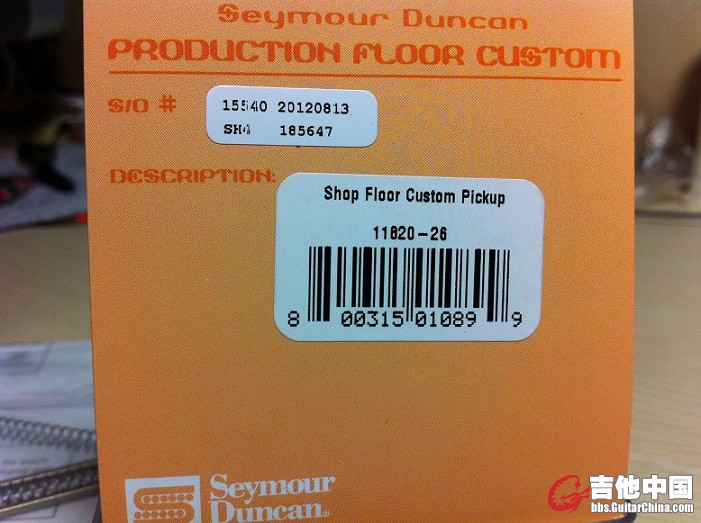 Seymour Duncan
PRODUCTION FLOOR CUSTOM
S/O #
15540 20120813
SH4 185647
DESCRIPTION:
Shop Floor Custom Pickup
11820-26
8 00315 01089 9
Seymour
Duncan®
吉他中国
bbs.GuitarChina.com